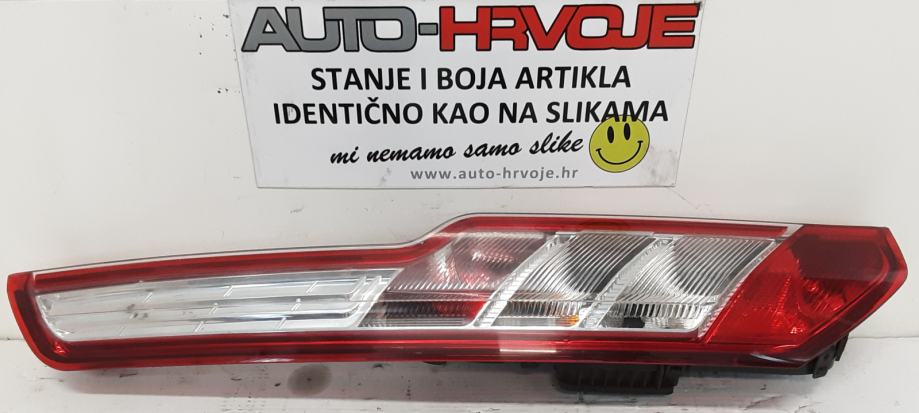 AUTO-HRVOJE
STANJE I BOJA ARTIKLA
IDENTIČNO KAO NA SLIKAMA
mi nemamo samo slike
www.auto-hrvoje.hr